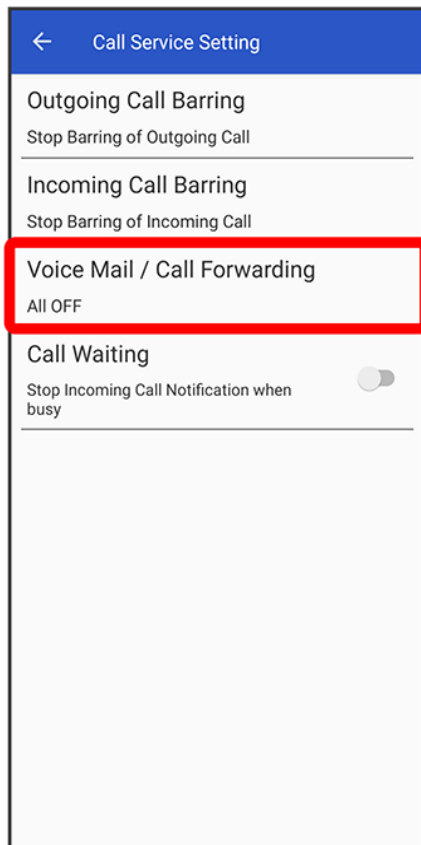 Call Service Setting
Outgoing Call Barring
Stop Barring of Outgoing Call
Incoming Call Barring
Stop Barring of Incoming Call
Voice Mail / Call Forwarding
All OFF
Call Waiting
Stop Incoming Call Notification when
busy